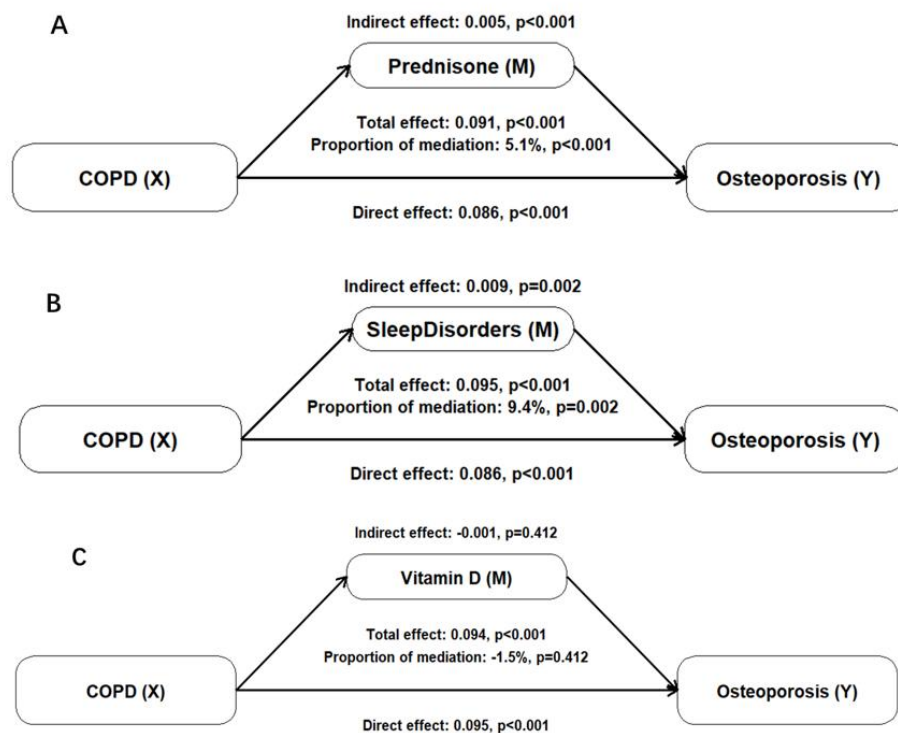 A
Indirect effect: 0.005, p<0.001
Prednisone (M)
Total effect: 0.091, p<0.001
Proportion of mediation: 5.1%, p<0.001
COPD (X)
Osteoporosis (Y)
Direct effect: 0.086, p<0.001
B
Indirect effect: 0.009, p=0.002
SleepDisorders (M)
Total effect: 0.095, p<0.001
Proportion of mediation: 9.4%, p=0.002
COPD (X)
Osteoporosis (Y)
Direct effect: 0.086, p<0.001
C
Indirect effect: -0.001, p=0.412
Vitamin D (M)
Total effect: 0.094, p<0.001
Proportion of mediation: -1.5%, p=0.412
COPD (X)
Osteoporosis (Y)
Direct effect: 0.095, p<0.001